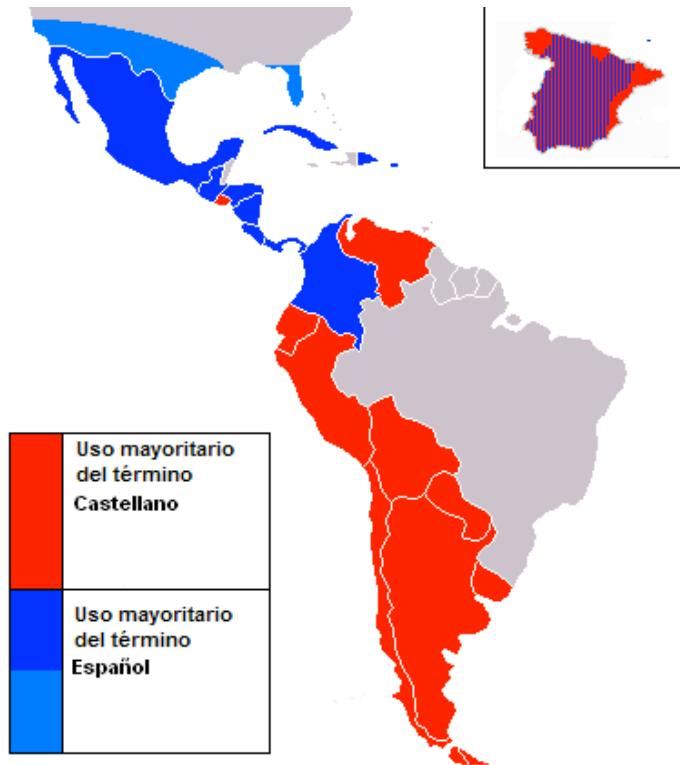 Uso mayoritario
del término
Castellano
Uso mayoritario
del término
Español